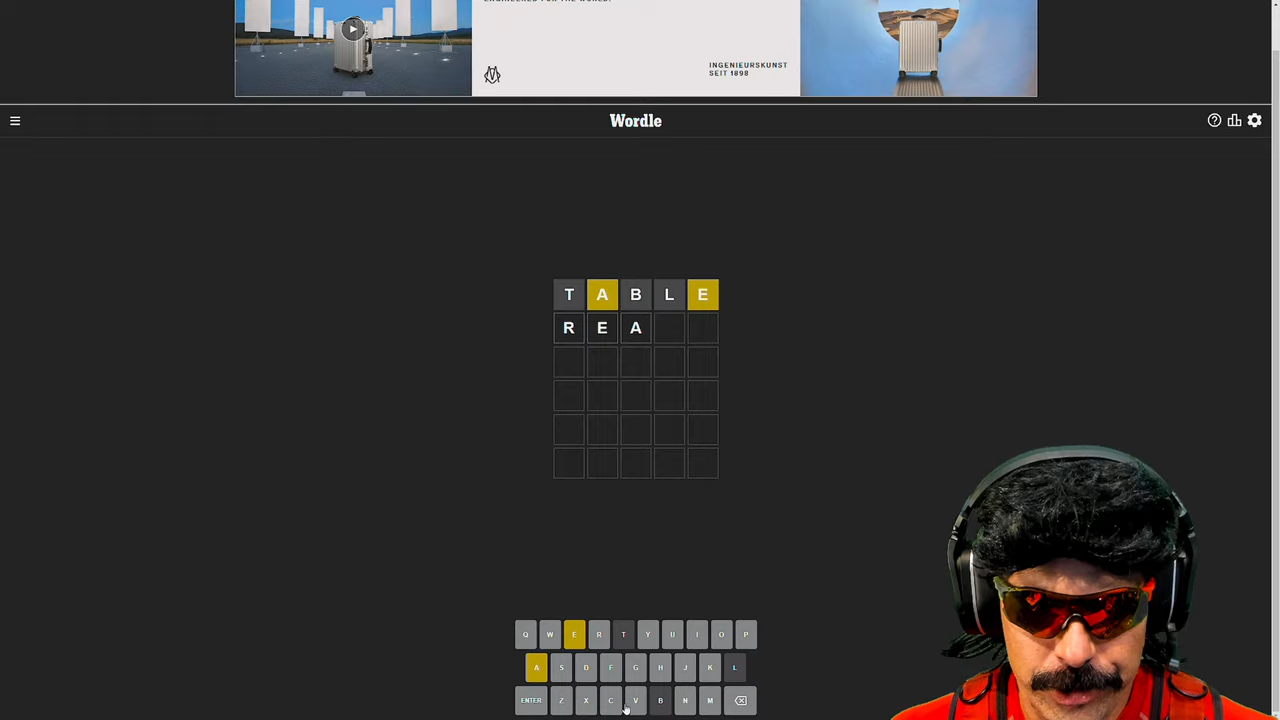 INGENIEURSKUNST
SEIT 1898
Wordle
T A B L E
R E A
Q W E R T Y U I O P
A S D F G H J K L
ENTER Z X C V B N M